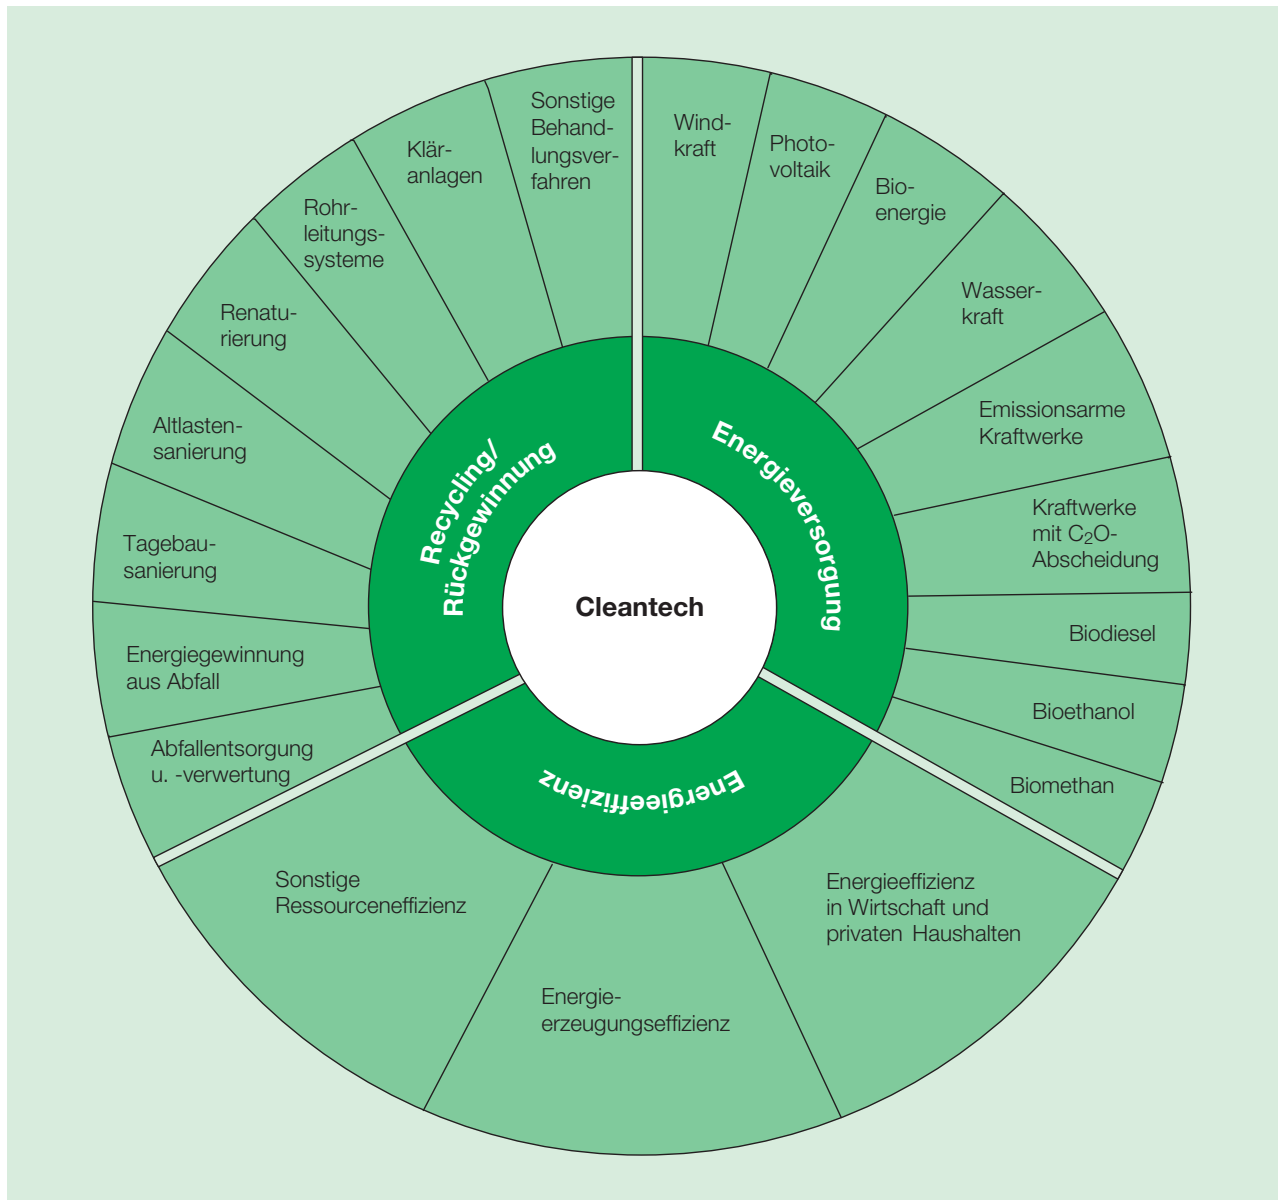 Cleantech
Energieversorgung
Wind-
kraft
Photo-
voltaik
Bio-
energie
Wasser-
kraft
Emissionsarme
Kraftwerke
Kraftwerke
mit C₂O-
Abscheidung
Biodiesel
Bioethanol
Biomethan
Energieeffizienz
Energieeffizienz
in Wirtschaft und
privaten Haushalten
Energie-
erzeugungseffizienz
Sonstige
Ressourceneffizienz
Recycling/
Rückgewinnung
Abfallentsorgung
u. -verwertung
Energiegewinnung
aus Abfall
Tagebau-
sanierung
Altlasten-
sanierung
Renatu-
rierung
Rohr-
leitungs-
systeme
Klär-
anlagen
Sonstige
Behand-
lungsver-
fahren